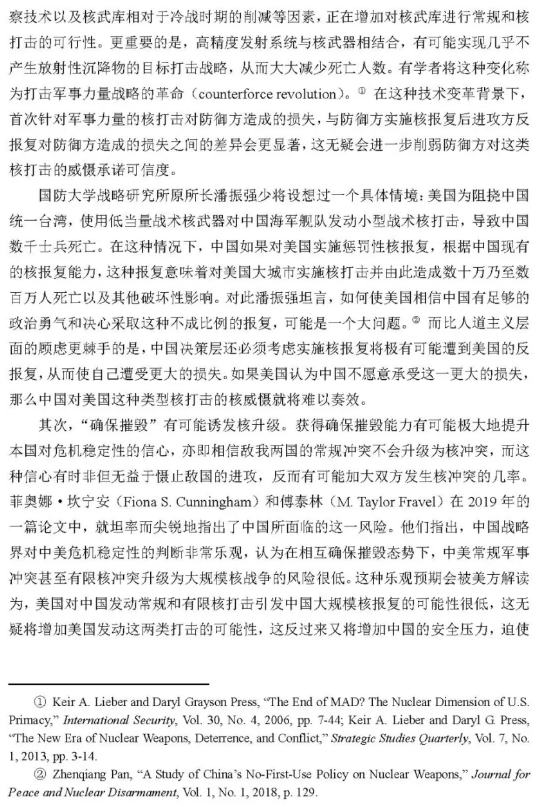 察技术以及核武库相对于冷战时期的削减等因素，正在增加对核武库进行常规和核
打击的可行性。更重要的是，高精度发射系统与核武器相结合，有可能实现几乎不
产生放射性沉降物的目标打击战略，从而大大减少死亡人数。有学者将这种变化称
为打击军事力量战略的革命（counterforce revolution）。① 在这种技术变革背景下，
首次针对军事力量的核打击对防御方造成的损失，与防御方实施核报复后进攻方反
报复对防御方造成的损失之间的差异会更显著，这无疑会进一步削弱防御方对这类
核打击的威慑承诺可信度。
国防大学战略研究所原所长潘振强少将设想过一个具体情境：美国为阻挠中国
统一台湾，使用低当量战术核武器对中国海军舰队发动小型战术核打击，导致中国
数千士兵死亡。在这种情况下，中国如果对美国实施惩罚性核报复，根据中国现有
的核报复能力，这种报复意味着对美国大城市实施核打击并由此造成数十万乃至数
百万人死亡以及其他破坏性影响。对此潘振强坦言，如何使美国相信中国有足够的
政治勇气和决心采取这种不成比例的报复，可能是一个大问题。② 而比人道主义层
面的顾虑更棘手的是，中国决策层还必须考虑实施核报复将极有可能遭到美国的反
报复，从而使自己遭受更大的损失。如果美国认为中国不愿意承受这一更大的损失，
那么中国对美国这种类型核打击的核威慑就将难以奏效。
其次，“确保摧毁”有可能诱发核升级。获得确保摧毁能力有可能极大地提升
本国对危机稳定性的信心，亦即相信敌我两国的常规冲突不会升级为核冲突，而这
种信心有时非但无益于慑止敌国的进攻，反而有可能加大双方发生核冲突的几率。
菲奥娜·坎宁安（Fiona S. Cunningham）和傅泰林（M. Taylor Fravel）在 2019 年的
一篇论文中，就坦率而尖锐地指出了中国所面临的这一风险。他们指出，中国战略
界对中美危机稳定性的判断非常乐观，认为在相互确保摧毁态势下，中美常规军事
冲突甚至有限核冲突升级为大规模核战争的风险很低。这种乐观预期会被美方解读
为，美国对中国发动常规和有限核打击引发中国大规模核报复的可能性很低，这无
疑将增加美国发动这两类打击的可能性，这反过来又将增加中国的安全压力，迫使
① Keir A. Lieber and Daryl Grayson Press, “The End of MAD? The Nuclear Dimension of U.S.
Primacy,” International Security, Vol. 30, No. 4, 2006, pp. 7-44; Keir A. Lieber and Daryl G. Press,
“The New Era of Nuclear Weapons, Deterrence, and Conflict,” Strategic Studies Quarterly, Vol. 7, No.
1, 2013, pp. 3-14.
② Zhenqiang Pan, “A Study of China’s No-First-Use Policy on Nuclear Weapons,” Journal for
Peace and Nuclear Disarmament, Vol. 1, No. 1, 2018, p. 129.